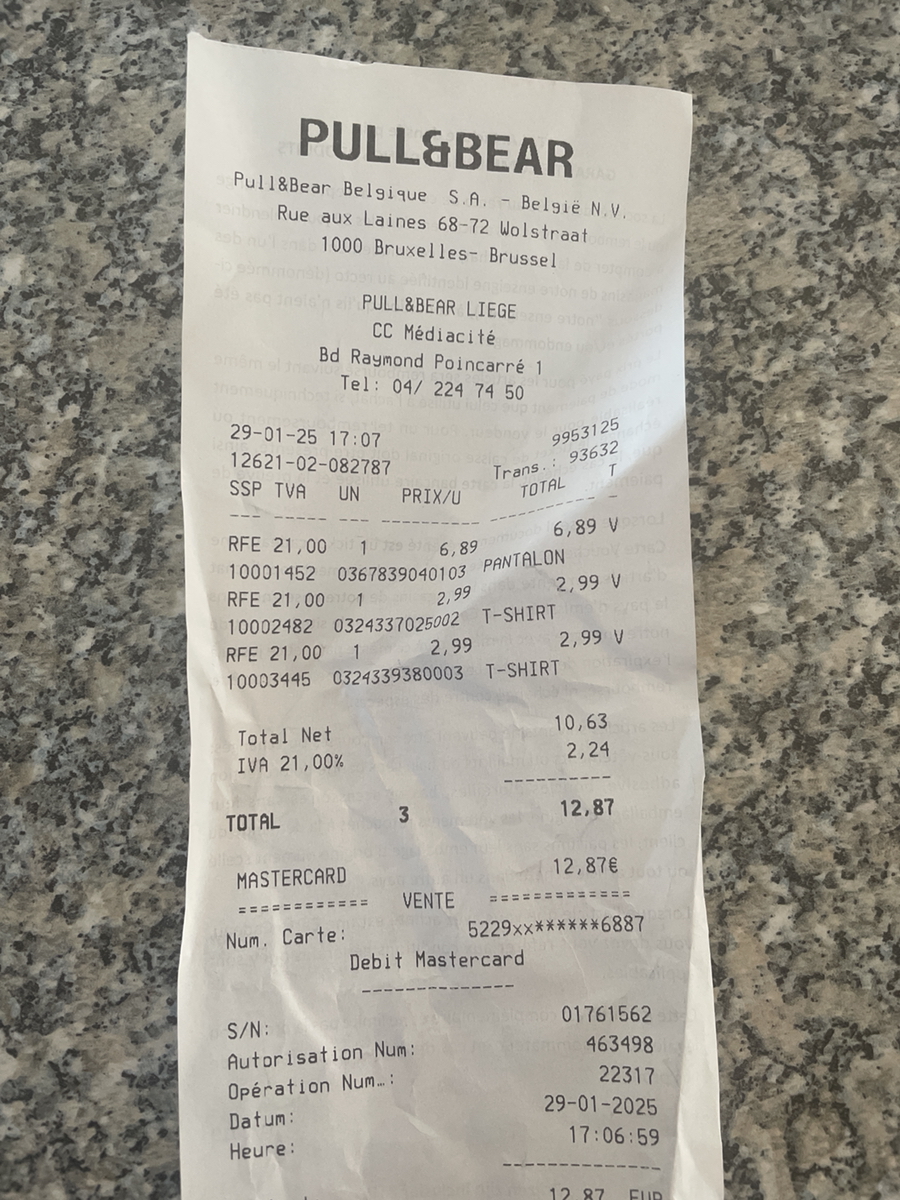 PULL&BEAR
Pull&Bear Belgique S.A. - België N.V.
Rue aux Laines 68-72 Wolstraat
1000 Bruxelles- Brussel
PULL&BEAR LIEGE
CC Médiacité
Bd Raymond Poincarré 1
Tel: 04/ 224 74 50
29-01-25 17:07 9953125
12621-02-082787 Trans.: 93632
SSP TVA UN PRIX/U TOTAL T
--- ----- --- ---------- ---------- --
RFE 21,00 1 6,89 6,89 V
10001452 0367839040103 PANTALON
RFE 21,00 1 2,99 2,99 V
10002482 0324337025002 T-SHIRT
RFE 21,00 1 2,99 2,99 V
10003445 0324339380003 T-SHIRT
Total Net 10,63
IVA 21,00% 2,24
----------
TOTAL 3 12,87
MASTERCARD 12,87€
============ VENTE =============
Num. Carte: 5229xx******6887
Debit Mastercard
--------------
S/N: 01761562
Autorisation Num: 463498
Opération Num…: 22317
Datum: 29-01-2025
Heure: 17:06:59
--------------
12,87 EUR